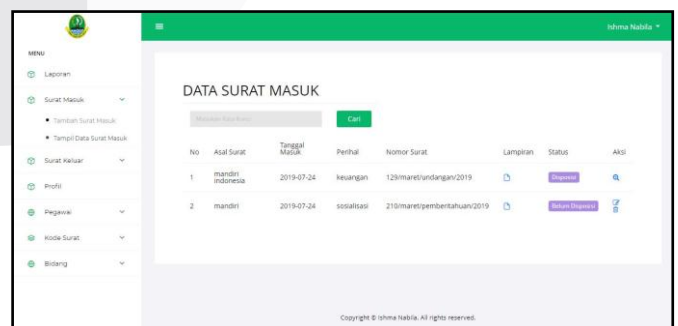 Ishma Nabila
MENU
Laporan
Surat Masuk
Tambah Surat Masuk
Tampil Data Surat Masuk
Surat Keluar
Profil
Pegawai
Kode Surat
Bidang
DATA SURAT MASUK
Masukan Kata Kunci
Cari
No Asal Surat Tanggal Masuk Perihal Nomor Surat Lampiran Status Aksi
1 mandiri indonesia 2019-07-24 keuangan 129/maret/undangan/2019 Disposisi
2 mandiri 2019-07-24 sosialisasi 210/maret/pemberitahuan/2019 Belum Disposisi
Copyright © Ishma Nabila. All rights reserved.